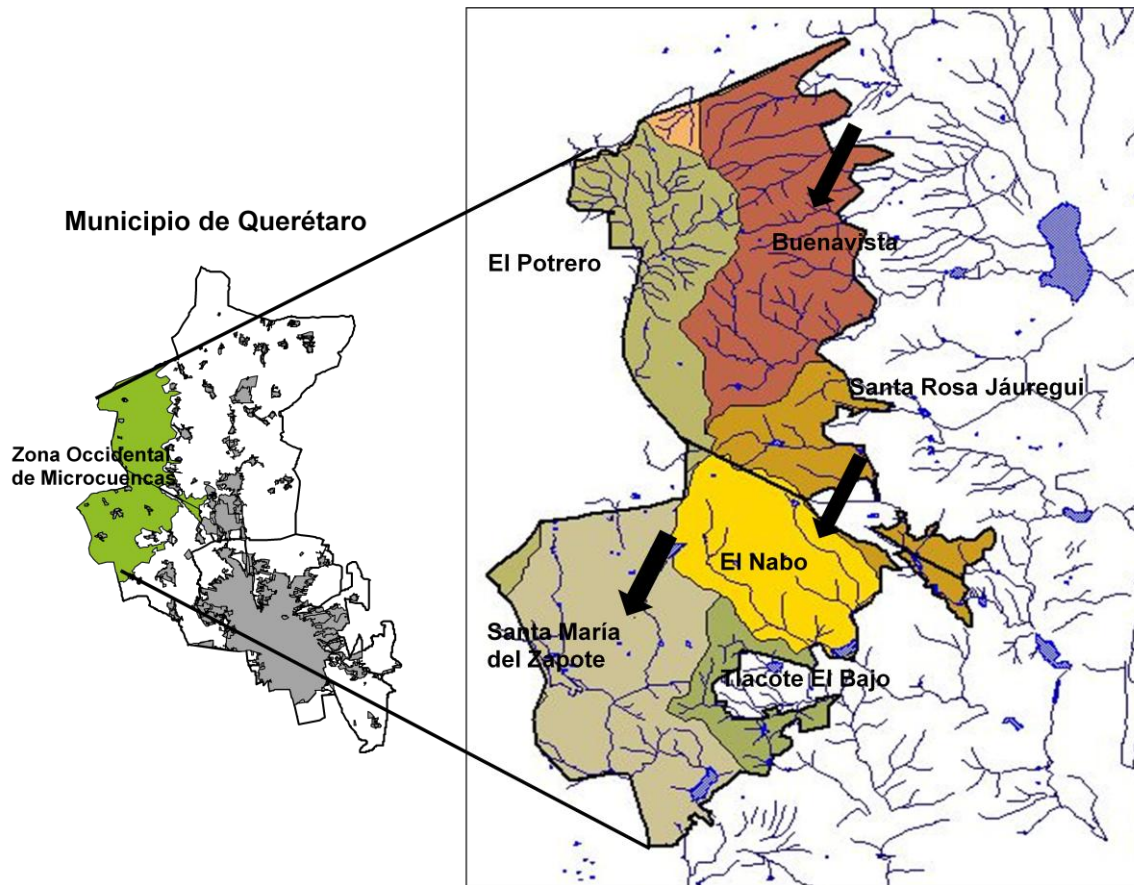 Municipio de Querétaro
Zona Occidental
de Microcuencas
El Potrero
Buenavista
Santa Rosa Jáuregui
El Nabo
Santa María
del Zapote
Tlacote El Bajo